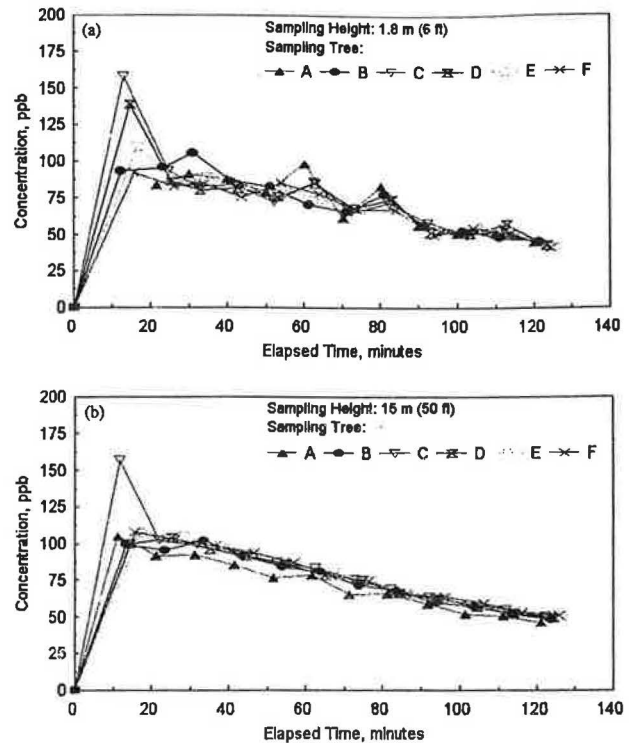 (a)
Sampling Height: 1.8 m (6 ft)
Sampling Tree:
A B C D E F
Concentration, ppb
200
175
150
125
100
75
50
25
0
0 20 40 60 80 100 120 140
Elapsed Time, minutes
(b)
Sampling Height: 15 m (50 ft)
Sampling Tree:
A B C D E F
Concentration, ppb
200
175
150
125
100
75
50
25
0
0 20 40 60 80 100 120 140
Elapsed Time, minutes